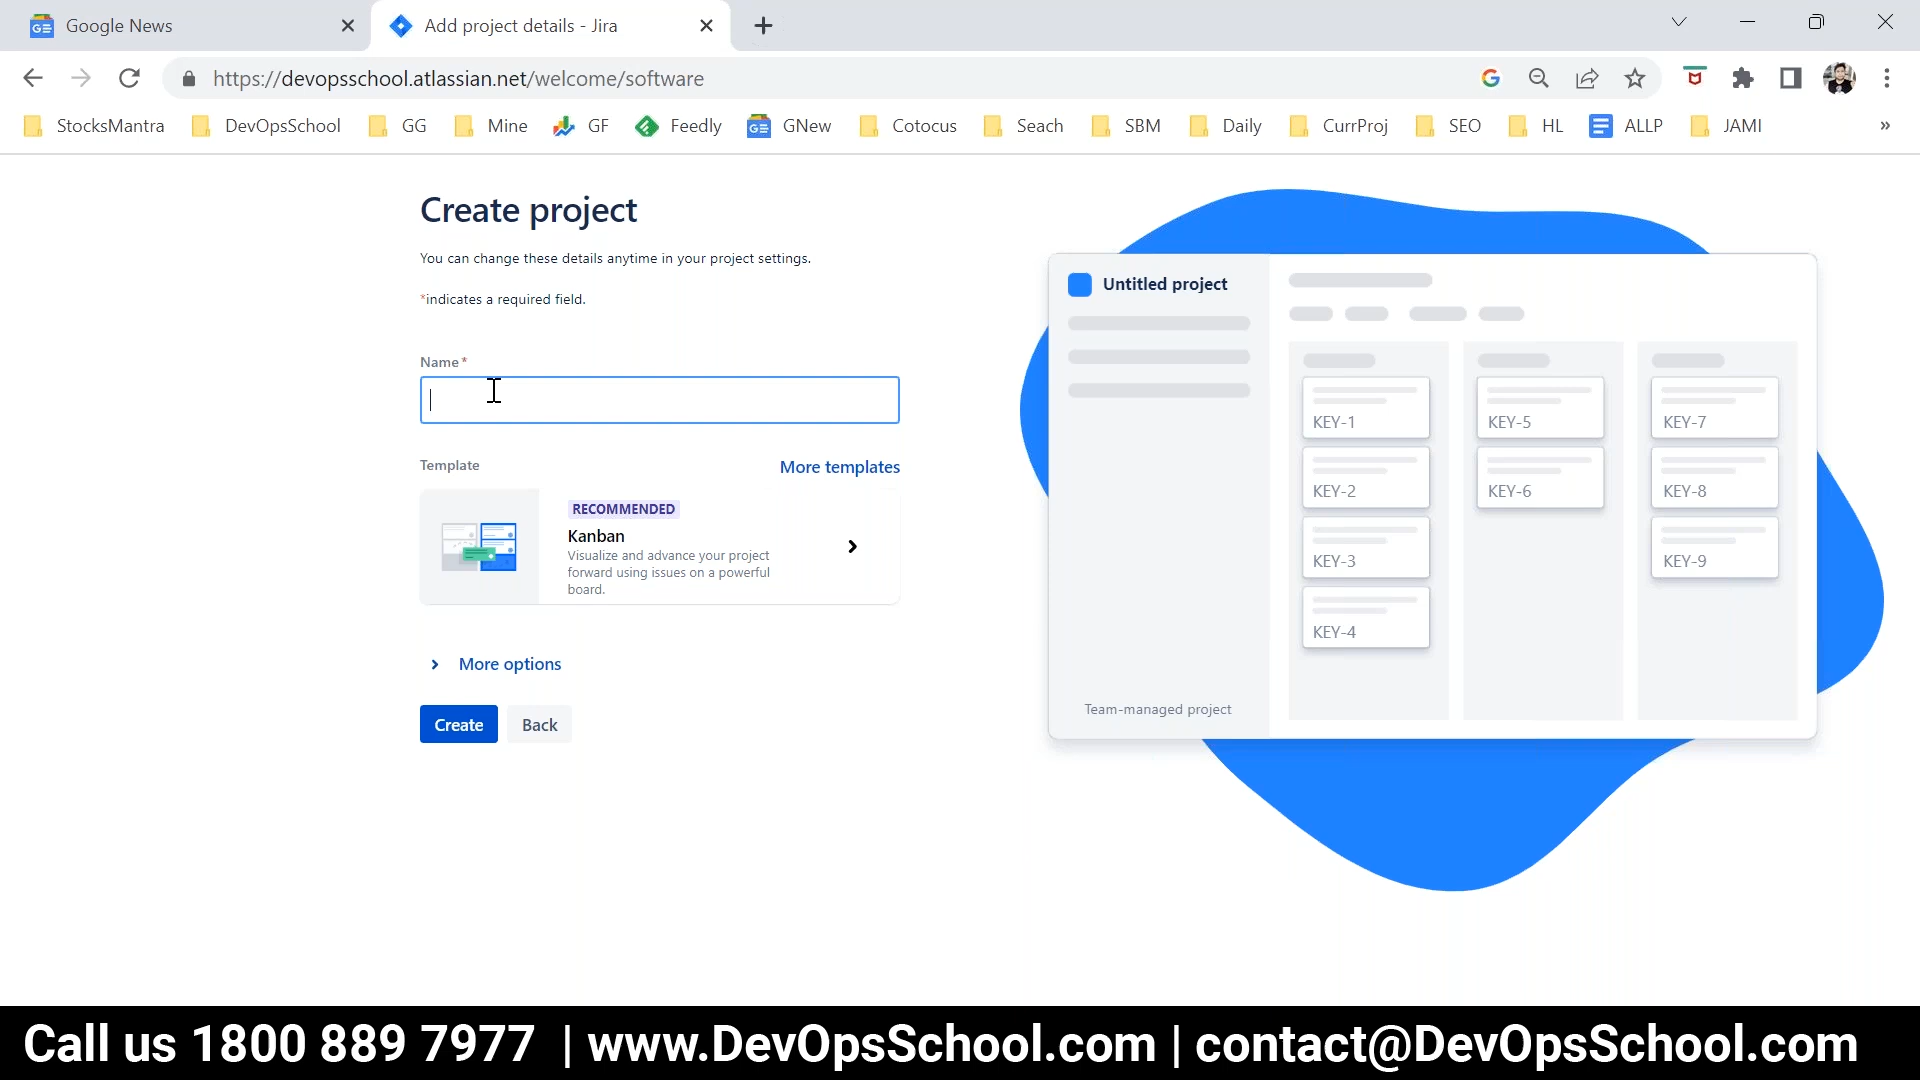 Google News
Add project details - Jira
https://devopsschool.atlassian.net/welcome/software
StocksMantra
DevOpsSchool
GG
Mine
GF
Feedly
GNew
Cotocus
Seach
SBM
Daily
CurrProj
SEO
HL
ALLP
JAMI
»
Create project
You can change these details anytime in your project settings.
*indicates a required field.
Name*
Template
More templates
RECOMMENDED
Kanban
Visualize and advance your project
forward using issues on a powerful
board.
More options
Create
Back
Untitled project
KEY-1
KEY-2
KEY-3
KEY-4
KEY-5
KEY-6
KEY-7
KEY-8
KEY-9
Team-managed project
Call us 1800 889 7977 | www.DevOpsSchool.com | contact@DevOpsSchool.com